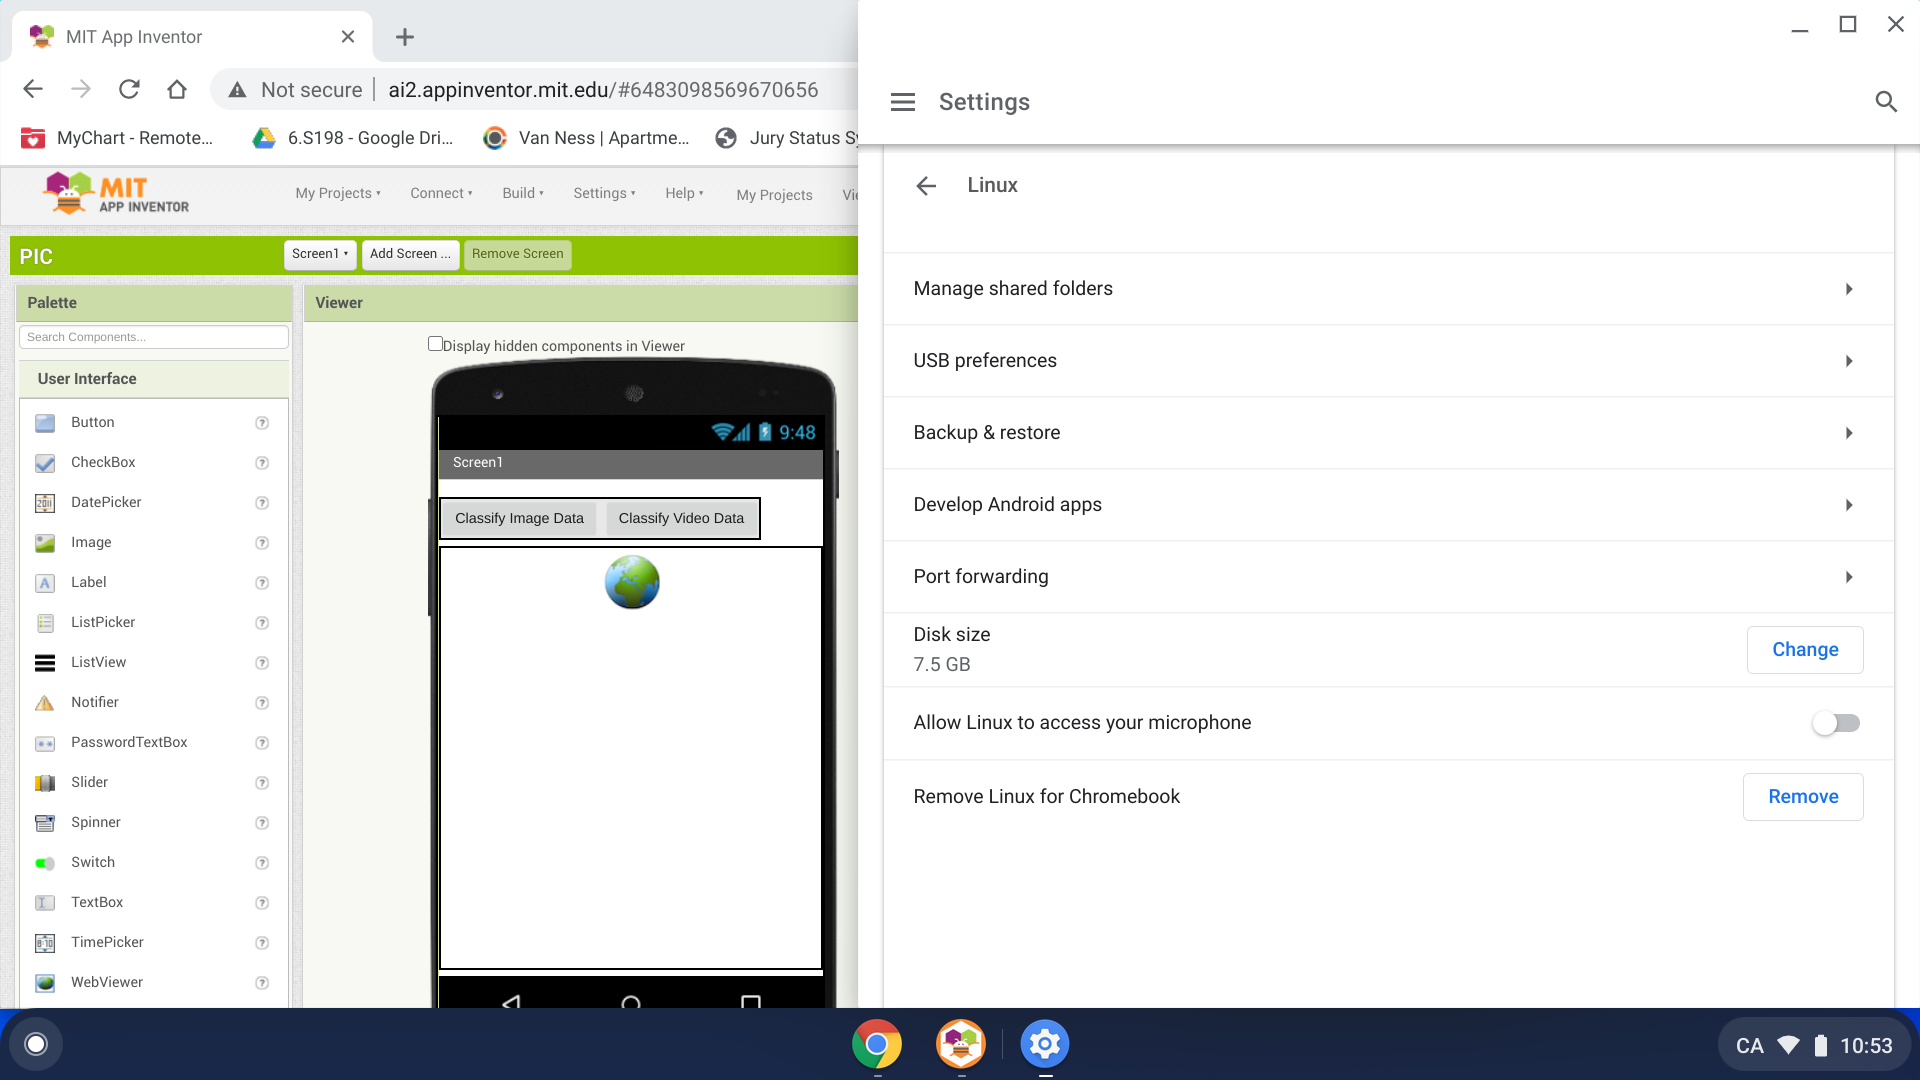 MIT App Inventor
Not secure
ai2.appinventor.mit.edu/#6483098569670656
MyChart - Remote...
6.S198 - Google Dri...
Van Ness | Apartme...
Jury Status Sy
MIT
APP INVENTOR
My Projects
Connect
Build
Settings
Help
My Projects
Vi
PIC
Screen1
Add Screen ...
Remove Screen
Palette
Search Components...
User Interface
Button
CheckBox
DatePicker
Image
Label
ListPicker
ListView
Notifier
PasswordTextBox
Slider
Spinner
Switch
TextBox
TimePicker
WebViewer
Viewer
Display hidden components in Viewer
9:48
Screen1
Classify Image Data
Classify Video Data
Settings
Linux
Manage shared folders
USB preferences
Backup & restore
Develop Android apps
Port forwarding
Disk size
7.5 GB
Change
Allow Linux to access your microphone
Remove Linux for Chromebook
Remove
CA
10:53